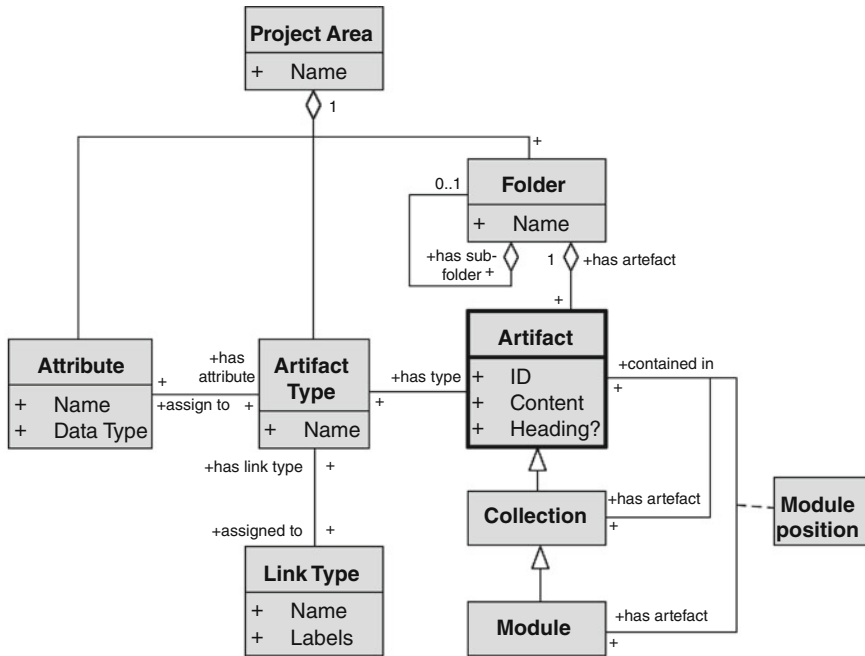 Project Area
+ Name
1
+
0..1
Folder
+ Name
+has sub-
folder +
1
+has artefact
+
Attribute
+ Name
+ Data Type
+has
attribute
+
+assign to
+
Artifact
Type
+ Name
+has type
+
Artifact
+ ID
+ Content
+ Heading?
+contained in
+
+has link type
+
+assigned to
+
Link Type
+ Name
+ Labels
Collection
+has artefact
+
Module
position
Module
+has artefact
+